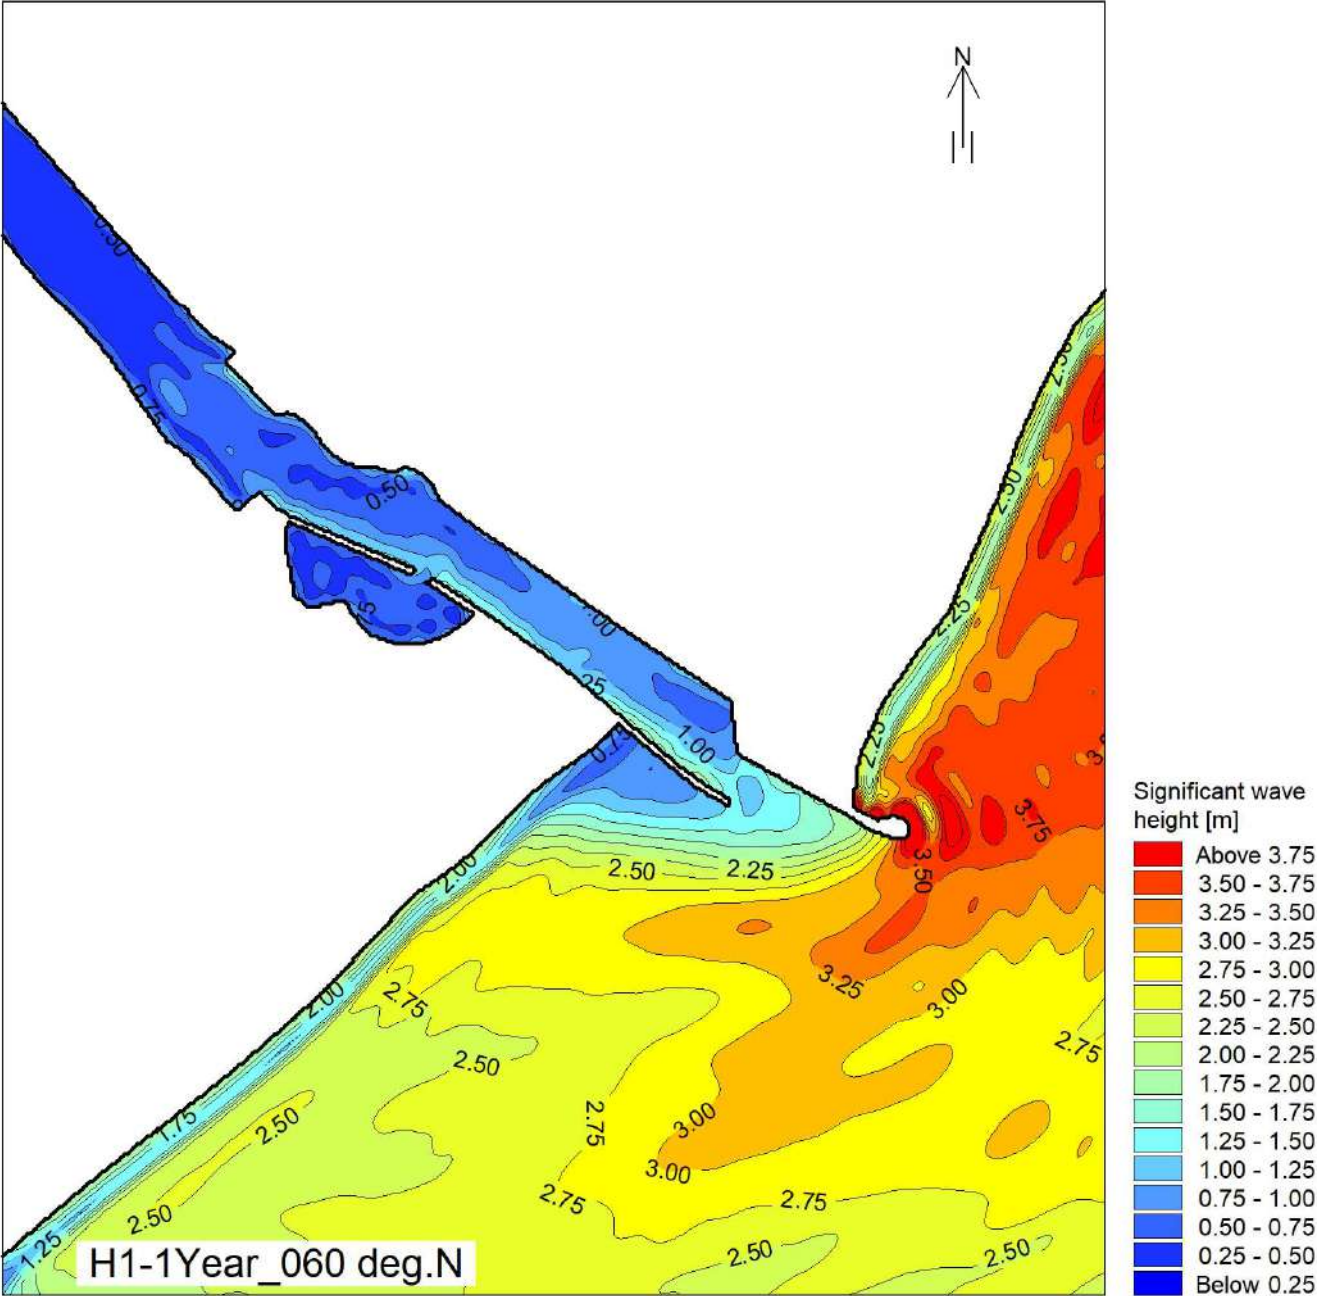 N
0.50
2.50
0.75
0.50
2.50
1.00
2.25
1.00
0.75
2.25
3.75
2.50
2.25
3.50
2.00
3.25
3.00
2.00
2.75
2.75
2.50
2.75
3.00
3.00
1.75
2.50
2.75
2.75
2.50
1.25
2.50
2.50
H1-1Year_060 deg.N
Significant wave
height [m]
Above 3.75
3.50 - 3.75
3.25 - 3.50
3.00 - 3.25
2.75 - 3.00
2.50 - 2.75
2.25 - 2.50
2.00 - 2.25
1.75 - 2.00
1.50 - 1.75
1.25 - 1.50
1.00 - 1.25
0.75 - 1.00
0.50 - 0.75
0.25 - 0.50
Below 0.25